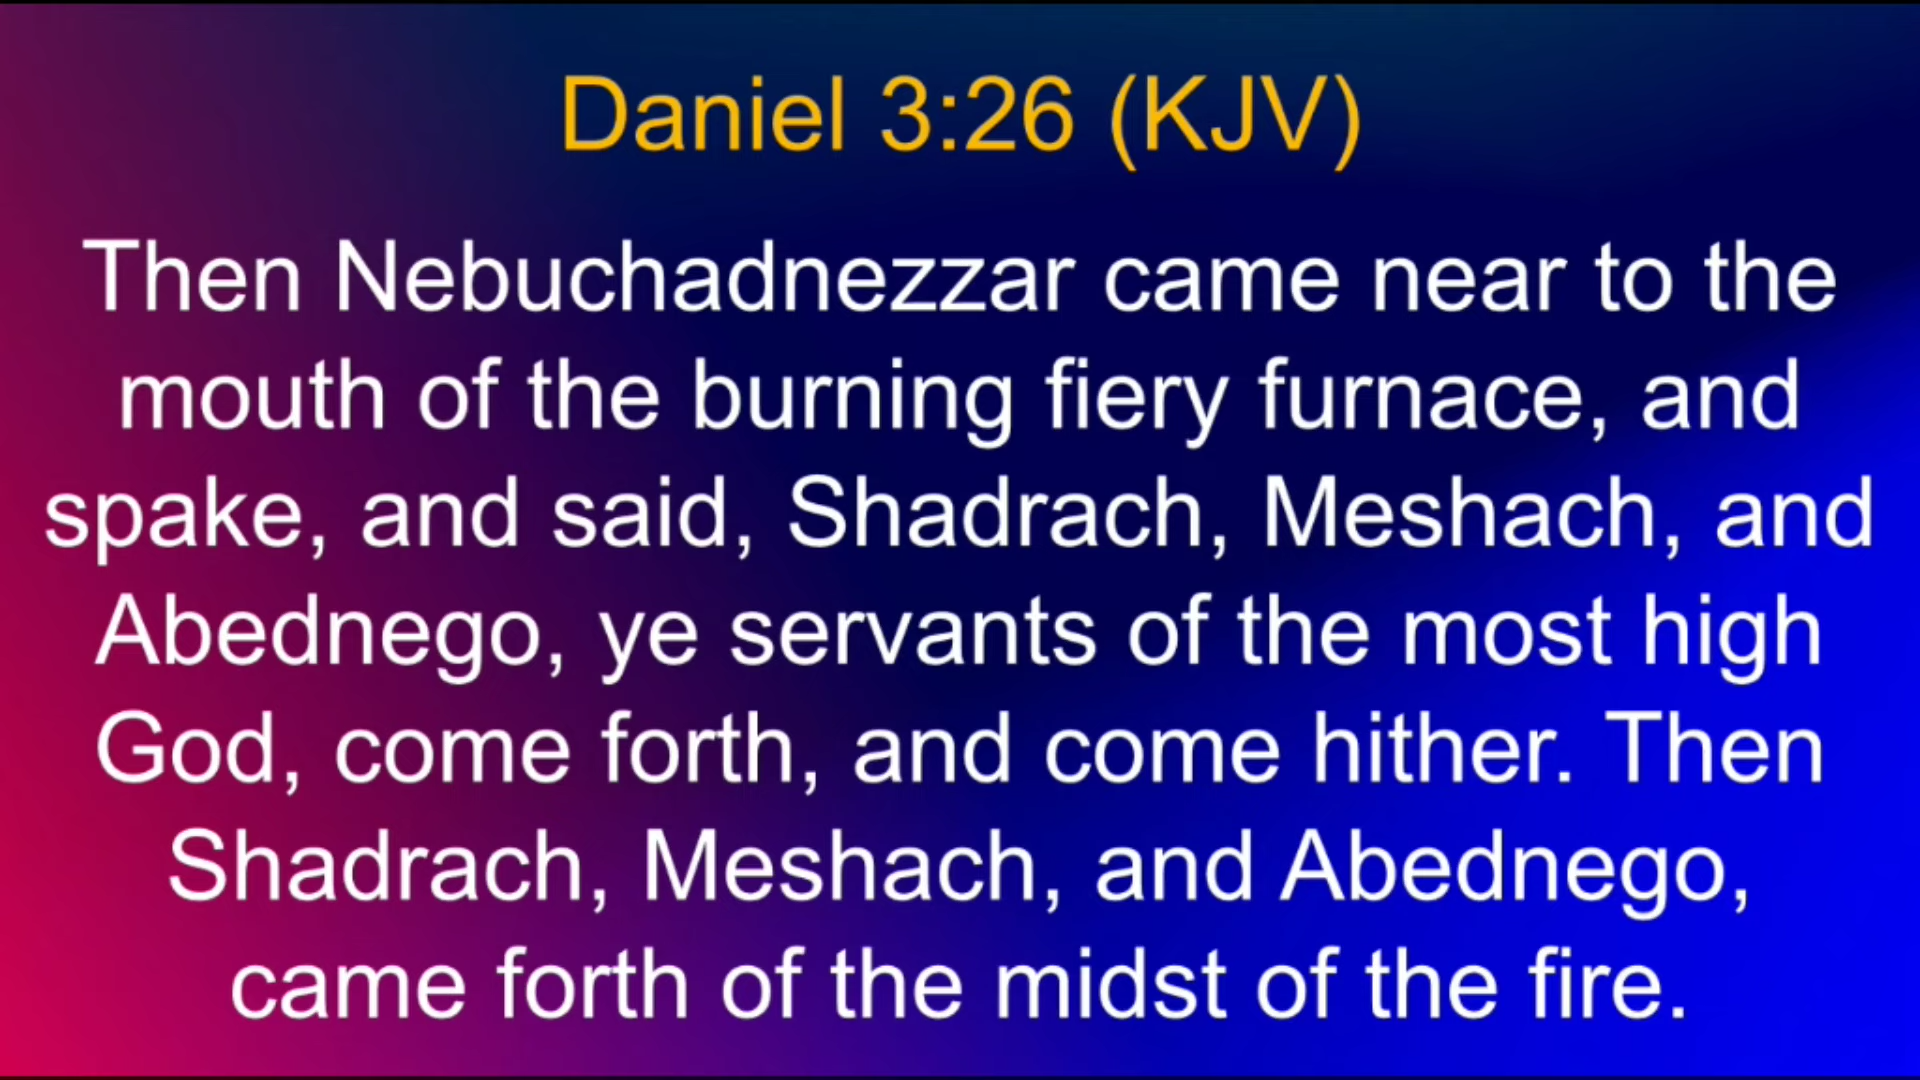 Daniel 3:26 (KJV)
Then Nebuchadnezzar came near to the
mouth of the burning fiery furnace, and
spake, and said, Shadrach, Meshach, and
Abednego, ye servants of the most high
God, come forth, and come hither. Then
Shadrach, Meshach, and Abednego,
came forth of the midst of the fire.